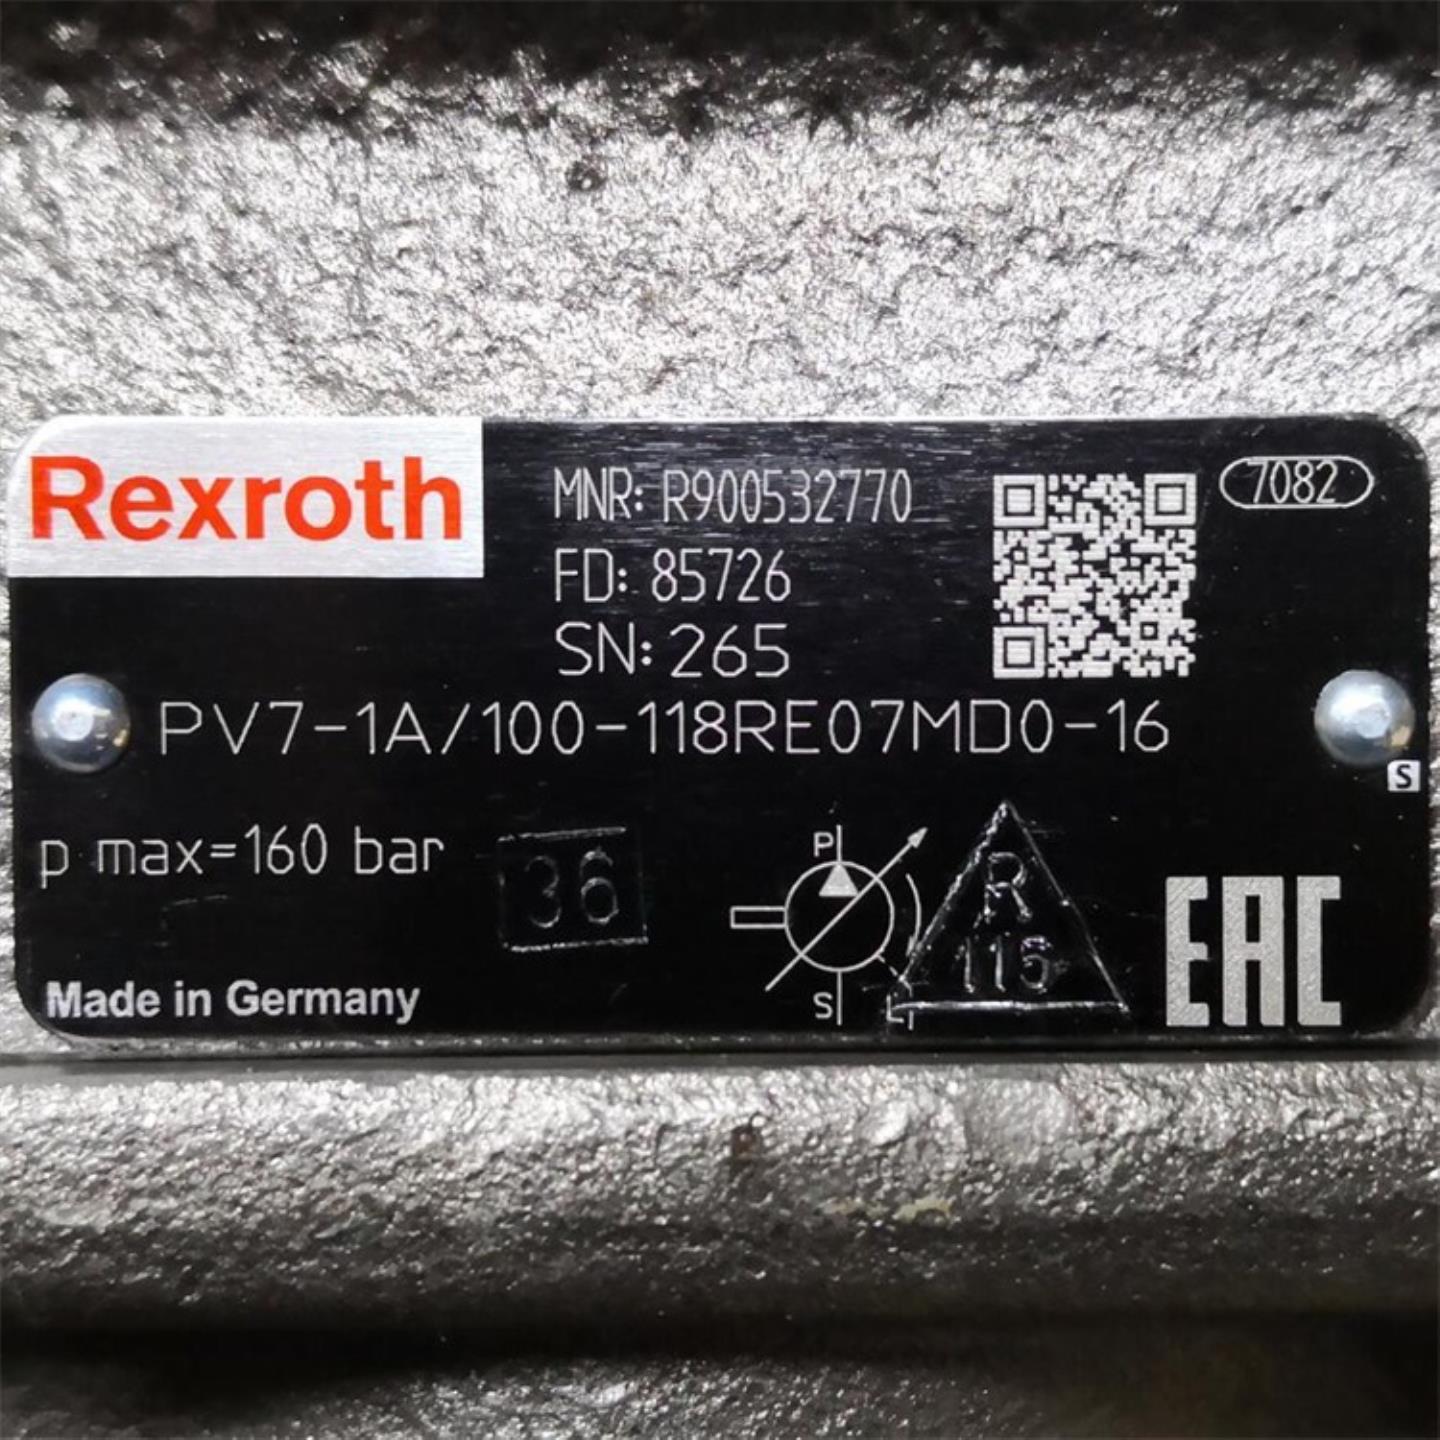 Rexroth
MNR: R900532770
7082
FD: 85726
SN: 265
PV7-1A/100-118RE07MD0-16
S
p max=160 bar
36
P
R
115
S
L
EAC
Made in Germany